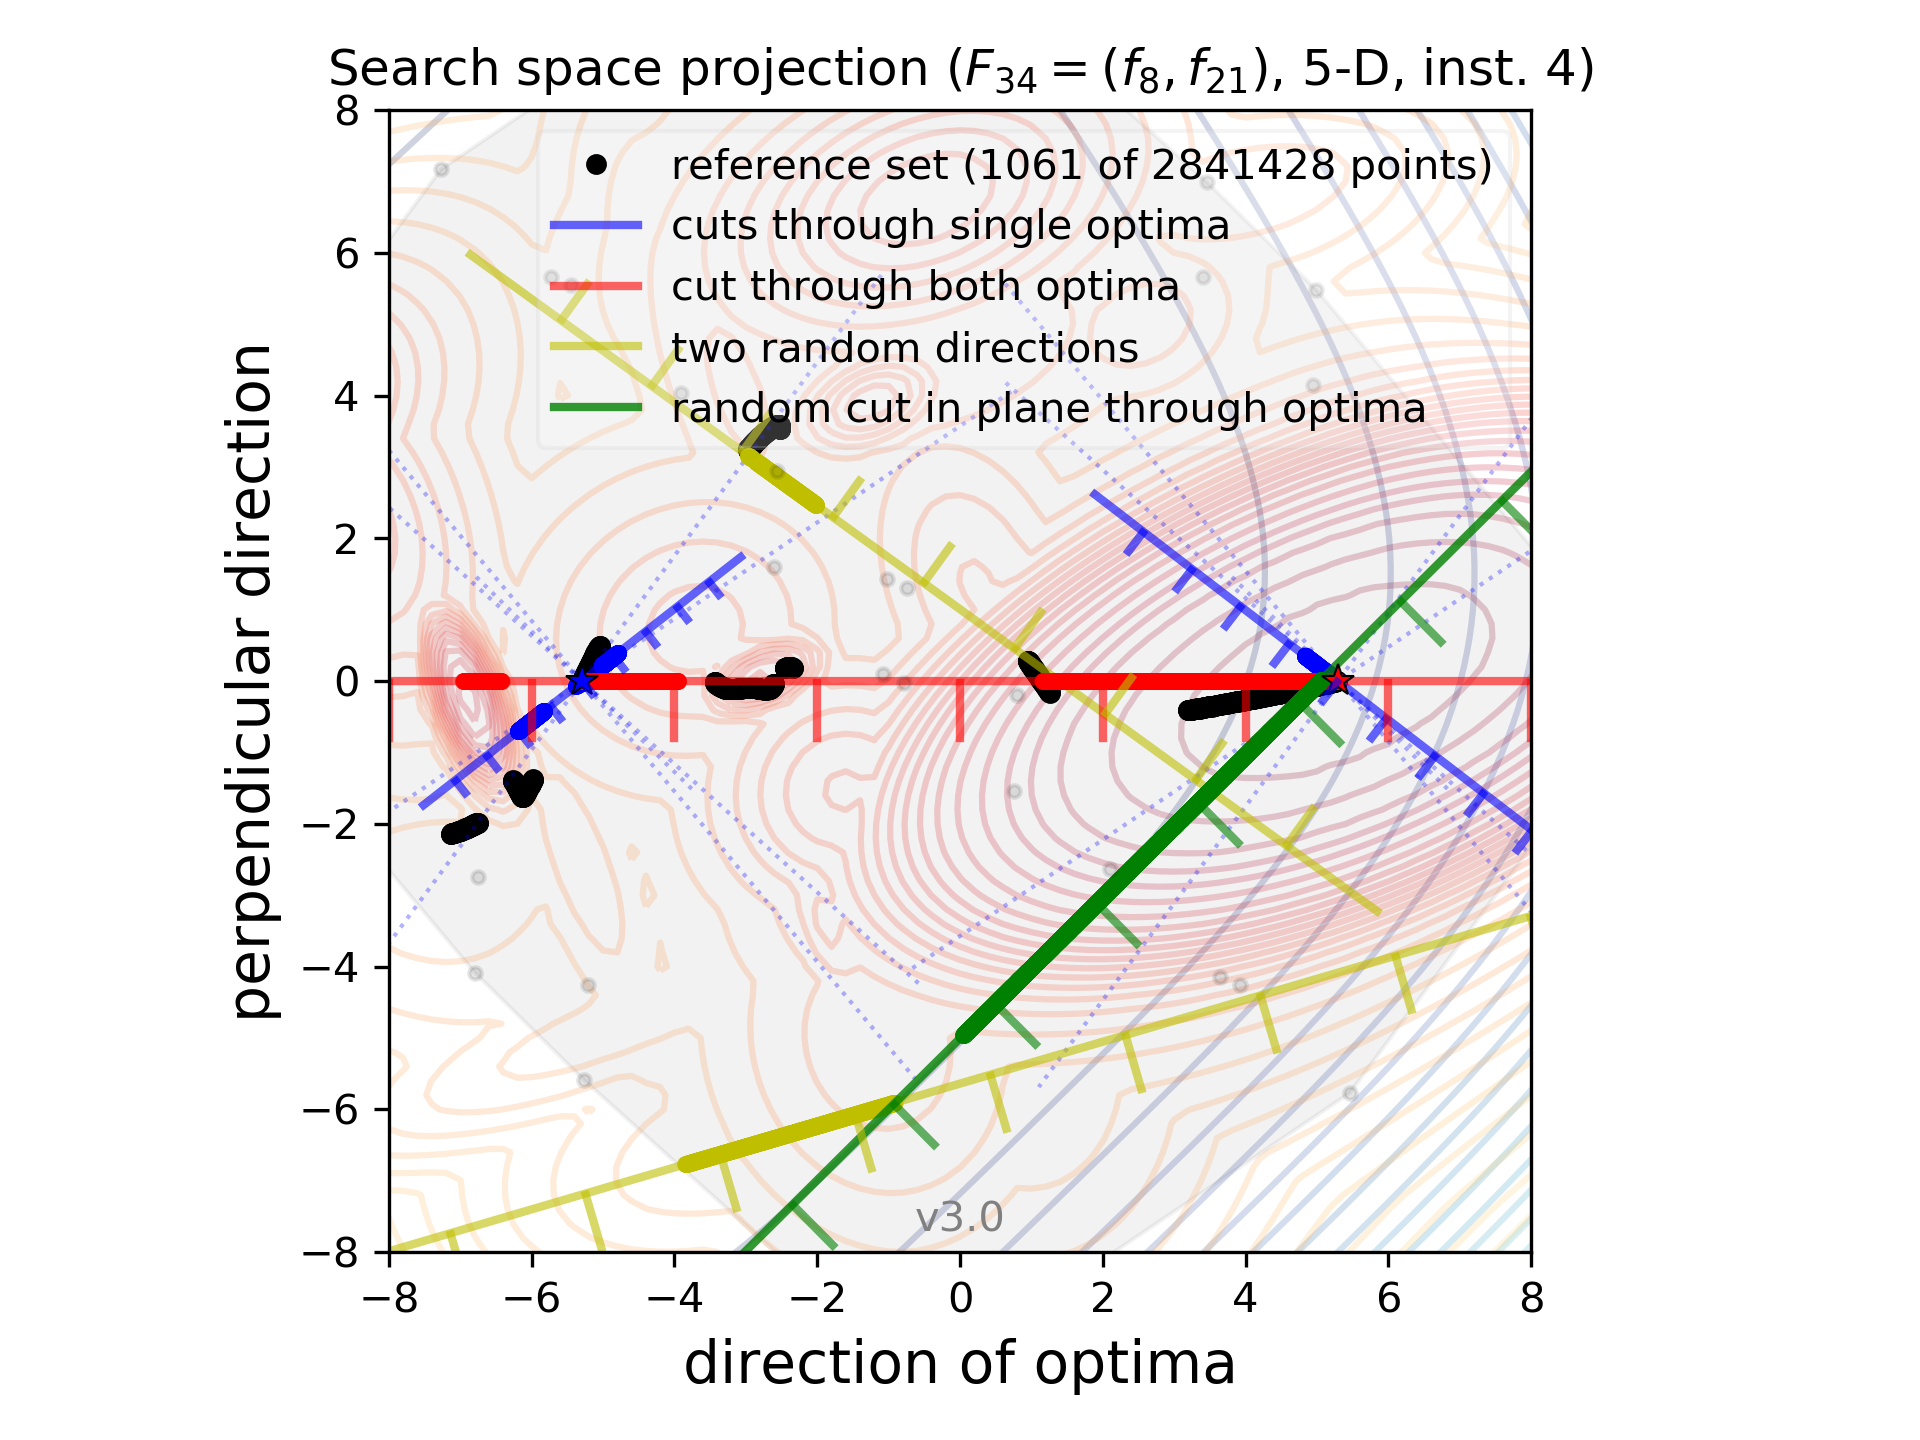 Search space projection (F34 = (f8, f21), 5-D, inst. 4)
reference set (1061 of 2841428 points)
cuts through single optima
cut through both optima
two random directions
random cut in plane through optima
8
6
4
2
0
−2
−4
−6
−8
perpendicular direction
v3.0
−8 −6 −4 −2 0 2 4 6 8
direction of optima